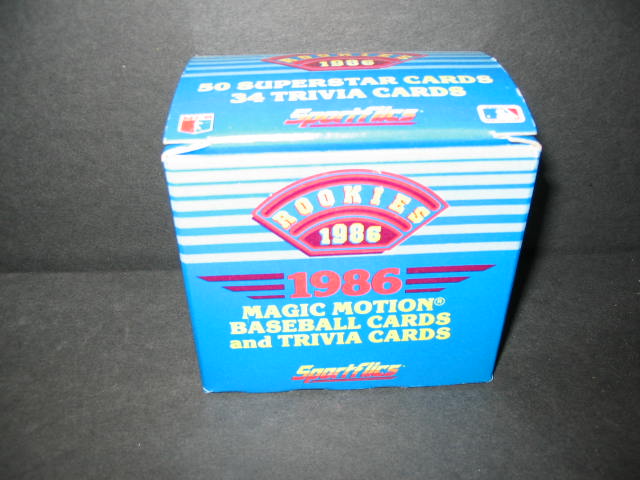 ROOKIES
1986
50 SUPERSTAR CARDS
34 TRIVIA CARDS
Sportflics
ROOKIES
1986
1986
MAGIC MOTION®
BASEBALL CARDS
and TRIVIA CARDS
Sportflics